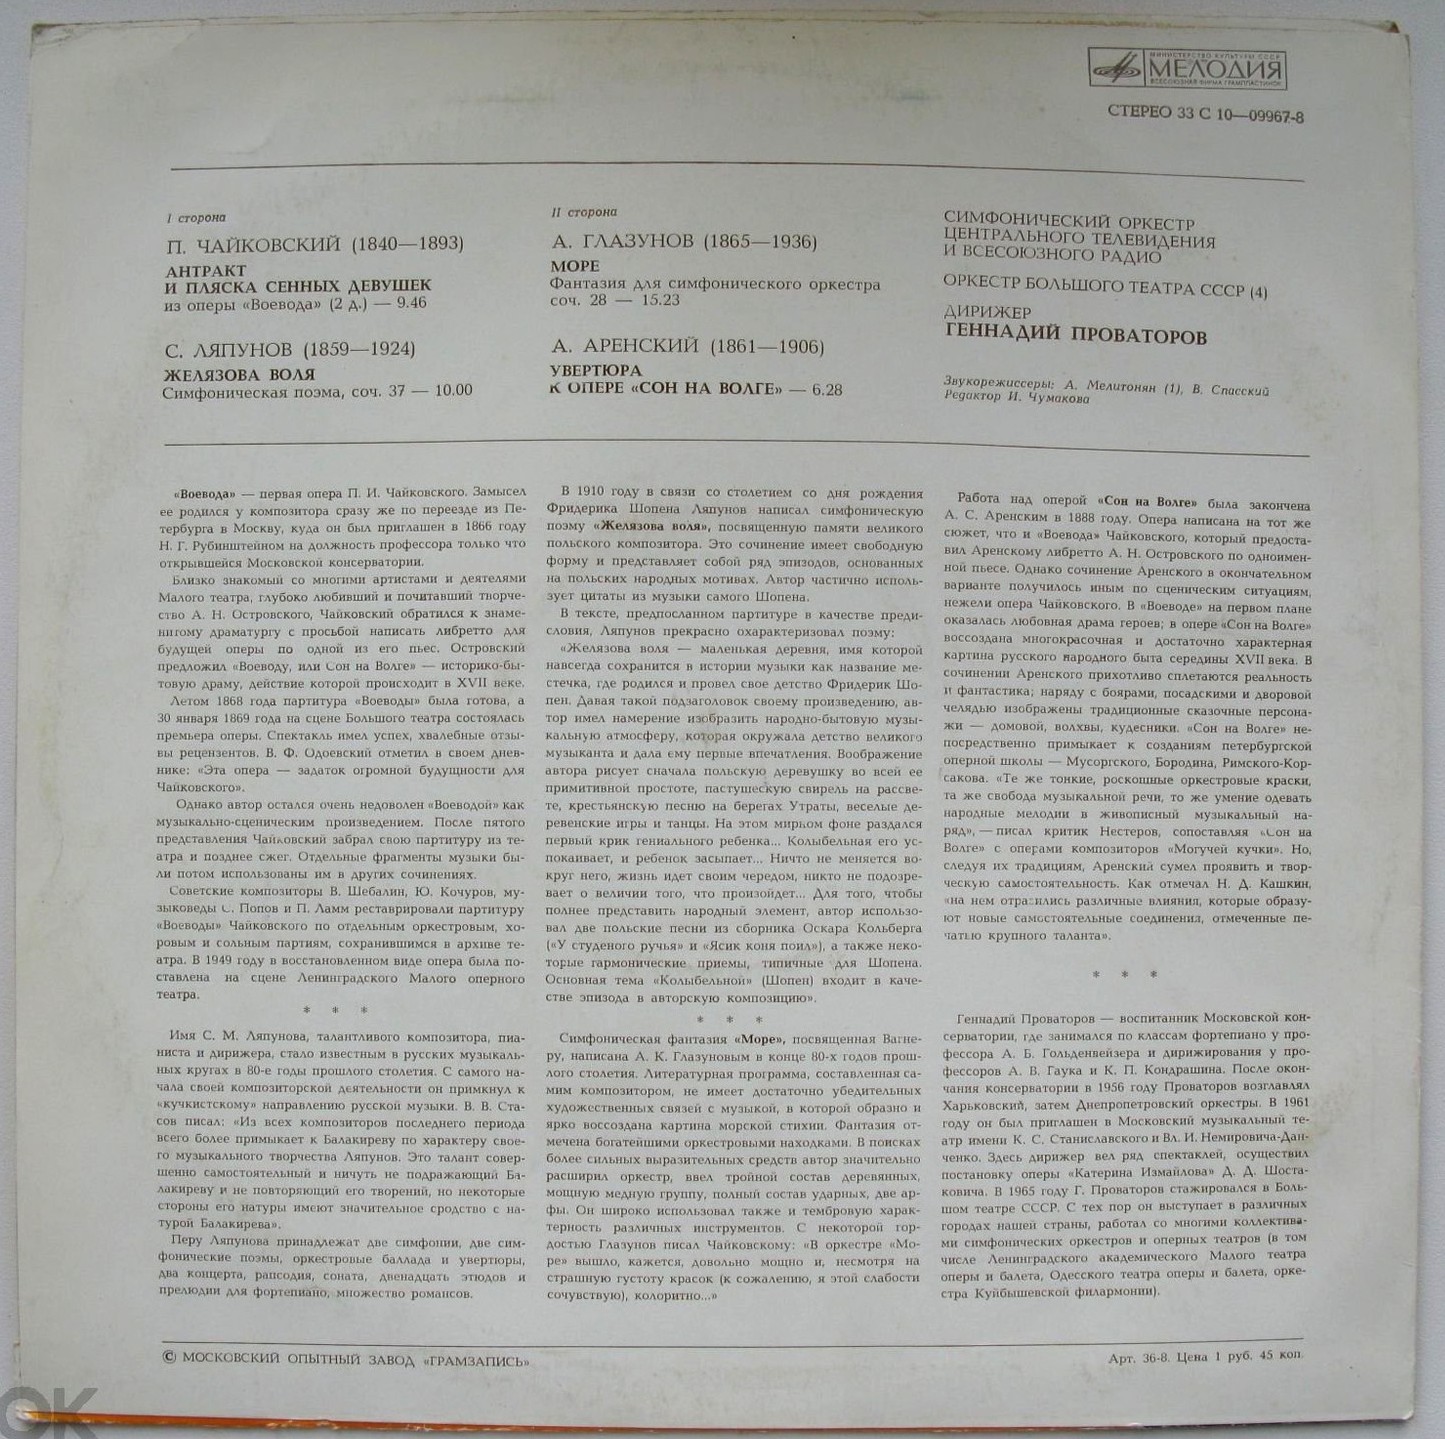 МИНИСТЕРСТВО КУЛЬТУРЫ СССР
МЕЛОДИЯ
ВСЕСОЮЗНАЯ ФИРМА ГРАМПЛАСТИНОК
СТЕРЕО 33 С 10—09967-8
I сторона
П. ЧАЙКОВСКИЙ (1840—1893)
АНТРАКТ
И ПЛЯСКА СЕННЫХ ДЕВУШЕК
из оперы «Воевода» (2 д.) — 9.46
С. ЛЯПУНОВ (1859—1924)
ЖЕЛЯЗОВА ВОЛЯ
Симфоническая поэма, соч. 37 — 10.00
II сторона
А. ГЛАЗУНОВ (1865—1936)
МОРЕ
Фантазия для симфонического оркестра
соч. 28 — 15.23
А. АРЕНСКИЙ (1861—1906)
УВЕРТЮРА
К ОПЕРЕ «СОН НА ВОЛГЕ» — 6.28
СИМФОНИЧЕСКИЙ ОРКЕСТР
ЦЕНТРАЛЬНОГО ТЕЛЕВИДЕНИЯ
И ВСЕСОЮЗНОГО РАДИО
ОРКЕСТР БОЛЬШОГО ТЕАТРА СССР (4)
ДИРИЖЕР
ГЕННАДИЙ ПРОВАТОРОВ
Звукорежиссеры: А. Мелитонян (1), В. Спасский
Редактор И. Чумакова
«Воевода» — первая опера П. И. Чайковского. Замысел
ее родился у композитора сразу же по переезде из Пе-
тербурга в Москву, куда он был приглашен в 1866 году
Н. Г. Рубинштейном на должность профессора только что
открывшейся Московской консерватории.
Близко знакомый со многими артистами и деятелями
Малого театра, глубоко любивший и почитавший творче-
ство А. Н. Островского, Чайковский обратился к знаме-
нитому драматургу с просьбой написать либретто для
будущей оперы по одной из его пьес. Островский
предложил «Воеводу, или Сон на Волге» — историко-бы-
товую драму, действие которой происходит в XVII веке.
Летом 1868 года партитура «Воеводы» была готова, а
30 января 1869 года на сцене Большого театра состоялась
премьера оперы. Спектакль имел успех, хвалебные отзы-
вы рецензентов. В. Ф. Одоевский отметил в своем днев-
нике: «Эта опера — задаток огромной будущности для
Чайковского».
Однако автор остался очень недоволен «Воеводой» как
музыкально-сценическим произведением. После пятого
представления Чайковский забрал свою партитуру из те-
атра и позднее сжег. Отдельные фрагменты музыки бы-
ли потом использованы им в других сочинениях.
Советские композиторы В. Шебалин, Ю. Кочуров, му-
зыковеды С. Попов и П. Ламм реставрировали партитуру
«Воеводы» Чайковского по отдельным оркестровым, хо-
ровым и сольным партиям, сохранившимся в архиве те-
атра. В 1949 году в восстановленном виде опера была по-
ставлена на сцене Ленинградского Малого оперного
театра.
* * *
Имя С. М. Ляпунова, талантливого композитора, пиа-
ниста и дирижера, стало известным в русских музыкаль-
ных кругах в 80-е годы прошлого столетия. С самого на-
чала своей композиторской деятельности он примкнул к
«кучкистскому» направлению русской музыки. В. В. Ста-
сов писал: «Из всех композиторов последнего периода
всего более примыкает к Балакиреву по характеру свое-
го музыкального творчества Ляпунов. Это талант совер-
шенно самостоятельный и ничуть не подражающий Ба-
лакиреву и не повторяющий его творений, но некоторые
стороны его натуры имеют значительное сродство с на-
турой Балакирева».
Перу Ляпунова принадлежат две симфонии, две сим-
фонические поэмы, оркестровые баллада и увертюры,
два концерта, рапсодия, соната, двенадцать этюдов и
прелюдии для фортепиано, множество романсов.
В 1910 году в связи со столетием со дня рождения
Фридерика Шопена Ляпунов написал симфоническую
поэму «Желязова воля», посвященную памяти великого
польского композитора. Это сочинение имеет свободную
форму и представляет собой ряд эпизодов, основанных
на польских народных мотивах. Автор частично исполь-
зует цитаты из музыки самого Шопена.
В тексте, предпосланном партитуре в качестве преди-
словия, Ляпунов прекрасно охарактеризовал поэму:
«Желязова воля — маленькая деревня, имя которой
навсегда сохранится в истории музыки как название ме-
стечка, где родился и провел свое детство Фридерик Шо-
пен. Давая такой подзаголовок своему произведению, ав-
тор имел намерение изобразить народно-бытовую музы-
кальную атмосферу, которая окружала детство великого
музыканта и дала ему первые впечатления. Воображение
автора рисует сначала польскую деревушку во всей ее
примитивной простоте, пастушескую свирель на рассве-
те, крестьянскую песню на берегах Утраты, веселые де-
ревенские игры и танцы. На этом мирном фоне раздался
первый крик гениального ребенка... Колыбельная его ус-
покаивает, и ребенок засыпает... Ничто не меняется во-
круг него, жизнь идет своим чередом, никто не подозре-
вает о величии того, что произойдет... Для того, чтобы
полнее представить народный элемент, автор использо-
вал две польские песни из сборника Оскара Кольберга
(«У студеного ручья» и «Ясик коня поил»), а также неко-
торые гармонические приемы, типичные для Шопена.
Основная тема «Колыбельной» (Шопен) входит в каче-
стве эпизода в авторскую композицию».
* * *
Симфоническая фантазия «Море», посвященная Вагне-
ру, написана А. К. Глазуновым в конце 80-х годов прош-
лого столетия. Литературная программа, составленная са-
мим композитором, не имеет достаточно убедительных
художественных связей с музыкой, в которой образно и
ярко воссоздана картина морской стихии. Фантазия от-
мечена богатейшими оркестровыми находками. В поисках
более сильных выразительных средств автор значительно
расширил оркестр, ввел тройной состав деревянных,
мощную медную группу, полный состав ударных, две ар-
фы. Он широко использовал также и тембровую харак-
терность различных инструментов. С некоторой гор-
достью Глазунов писал Чайковскому: «В оркестре «Мо-
ре» вышло, кажется, довольно мощно и, несмотря на
страшную густоту красок (к сожалению, я этой слабости
сочувствую), колоритно...»
Работа над оперой «Сон на Волге» была закончена
А. С. Аренским в 1888 году. Опера написана на тот же
сюжет, что и «Воевода» Чайковского, который предоста-
вил Аренскому либретто А. Н. Островского по одноимен-
ной пьесе. Однако сочинение Аренского в окончательном
варианте получилось иным по сценическим ситуациям,
нежели опера Чайковского. В «Воеводе» на первом плане
оказалась любовная драма героев; в опере «Сон на Волге»
воссоздана многокрасочная и достаточно характерная
картина русского народного быта середины XVII века. В
сочинении Аренского прихотливо сплетаются реальность
и фантастика; наряду с боярами, посадскими и дворовой
челядью изображены традиционные сказочные персона-
жи — домовой, волхвы, кудесники. «Сон на Волге» не-
посредственно примыкает к созданиям петербургской
оперной школы — Мусоргского, Бородина, Римского-Кор-
сакова. «Те же тонкие, роскошные оркестровые краски,
та же свобода музыкальной речи, то же умение одевать
народные мелодии в живописный музыкальный на-
ряд», — писал критик Нестеров, сопоставляя «Сон на
Волге» с операми композиторов «Могучей кучки». Но,
следуя их традициям, Аренский сумел проявить и твор-
ческую самостоятельность. Как отмечал Н. Д. Кашкин,
«на нем отразились различные влияния, которые образу-
ют новые самостоятельные соединения, отмеченные пе-
чатью крупного таланта».
* * *
Геннадий Проваторов — воспитанник Московской кон-
серватории, где занимался по классам фортепиано у про-
фессора А. Б. Гольденвейзера и дирижирования у про-
фессоров А. В. Гаука и К. П. Кондрашина. После окон-
чания консерватории в 1956 году Проваторов возглавлял
Харьковский, затем Днепропетровский оркестры. В 1961
году он был приглашен в Московский музыкальный те-
атр имени К. С. Станиславского и Вл. И. Немировича-Дан-
ченко. Здесь дирижер вел ряд спектаклей, осуществил
постановку оперы «Катерина Измайлова» Д. Д. Шоста-
ковича. В 1965 году Г. Проваторов стажировался в Боль-
шом театре СССР. С тех пор он выступает в различных
городах нашей страны, работал со многими коллектива-
ми симфонических оркестров и оперных театров (в том
числе Ленинградского академического Малого театра
оперы и балета, Одесского театра оперы и балета, орке-
стра Куйбышевской филармонии).
© МОСКОВСКИЙ ОПЫТНЫЙ ЗАВОД «ГРАМЗАПИСЬ»
Арт. 36-8. Цена 1 руб. 45 коп.
ОК